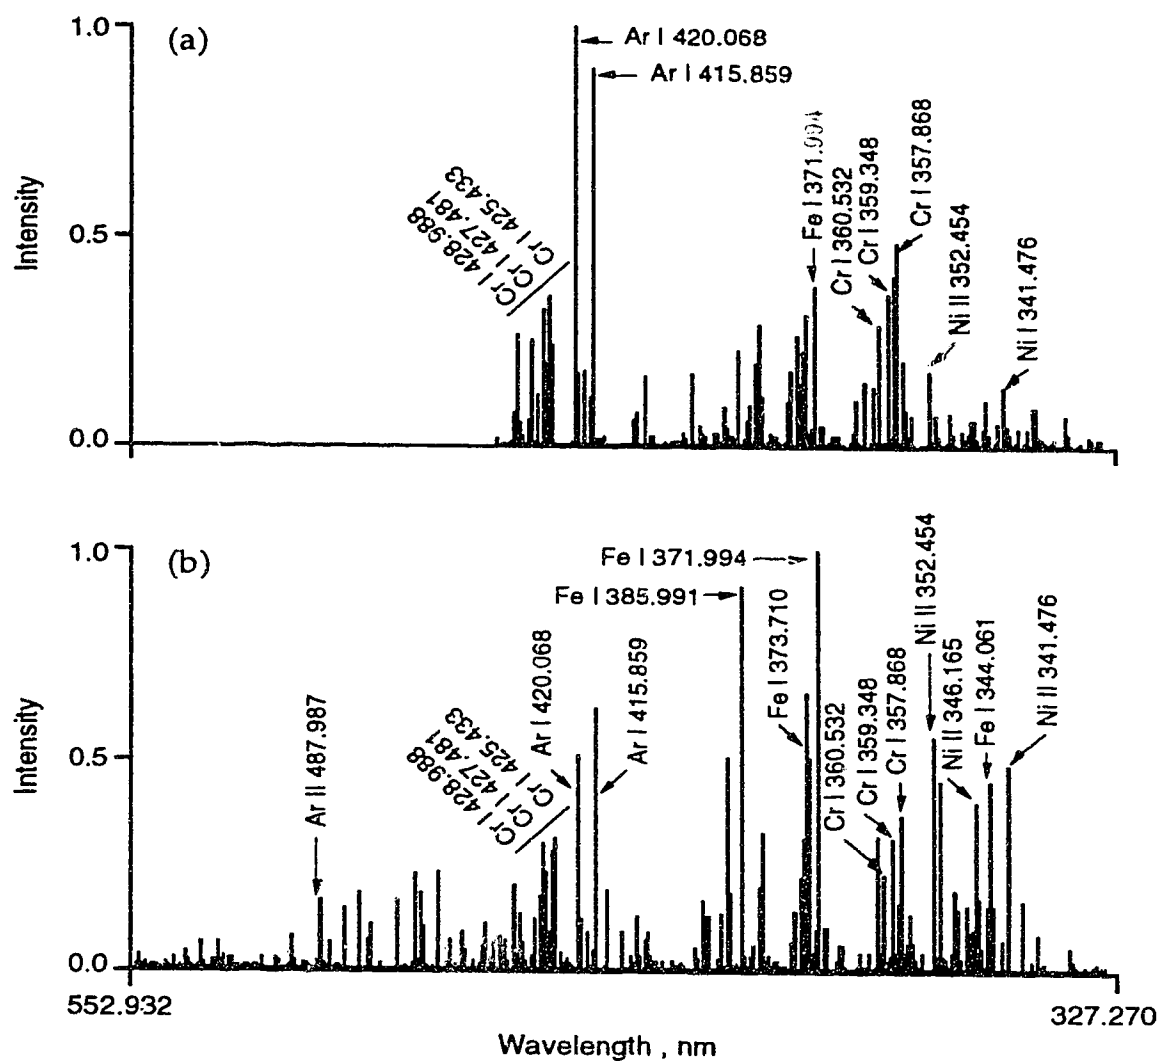 (a)
1.0
0.5
0.0
Intensity
Ar I 420.068
Ar I 415.859
Cr I 425.433
Cr I 427.481
Cr I 428.988
Fe I 371.994
Cr I 360.532
Cr I 359.348
Cr I 357.868
Ni II 352.454
Ni I 341.476
(b)
1.0
0.5
0.0
Intensity
Fe I 371.994
Fe I 385.991
Fe I 373.710
Ar II 487.987
Cr I 428.988
Cr I 427.481
Cr I 425.433
Ar I 420.068
Ar I 415.859
Cr I 360.532
Cr I 359.348
Cr I 357.868
Ni II 352.454
Ni II 346.165
Fe I 344.061
Ni II 341.476
552.932
327.270
Wavelength , nm